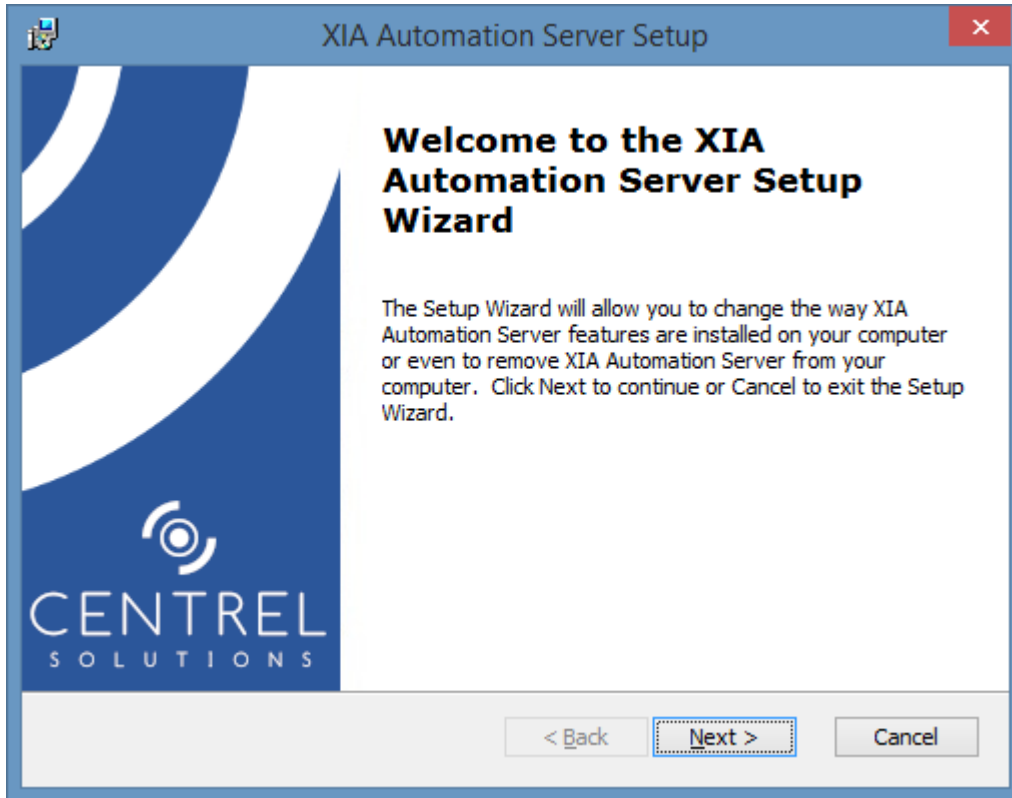 XIA Automation Server Setup
Welcome to the XIA
Automation Server Setup
Wizard
The Setup Wizard will allow you to change the way XIA
Automation Server features are installed on your computer
or even to remove XIA Automation Server from your
computer.  Click Next to continue or Cancel to exit the Setup
Wizard.
CENTREL
SOLUTIONS
< Back
Next >
Cancel